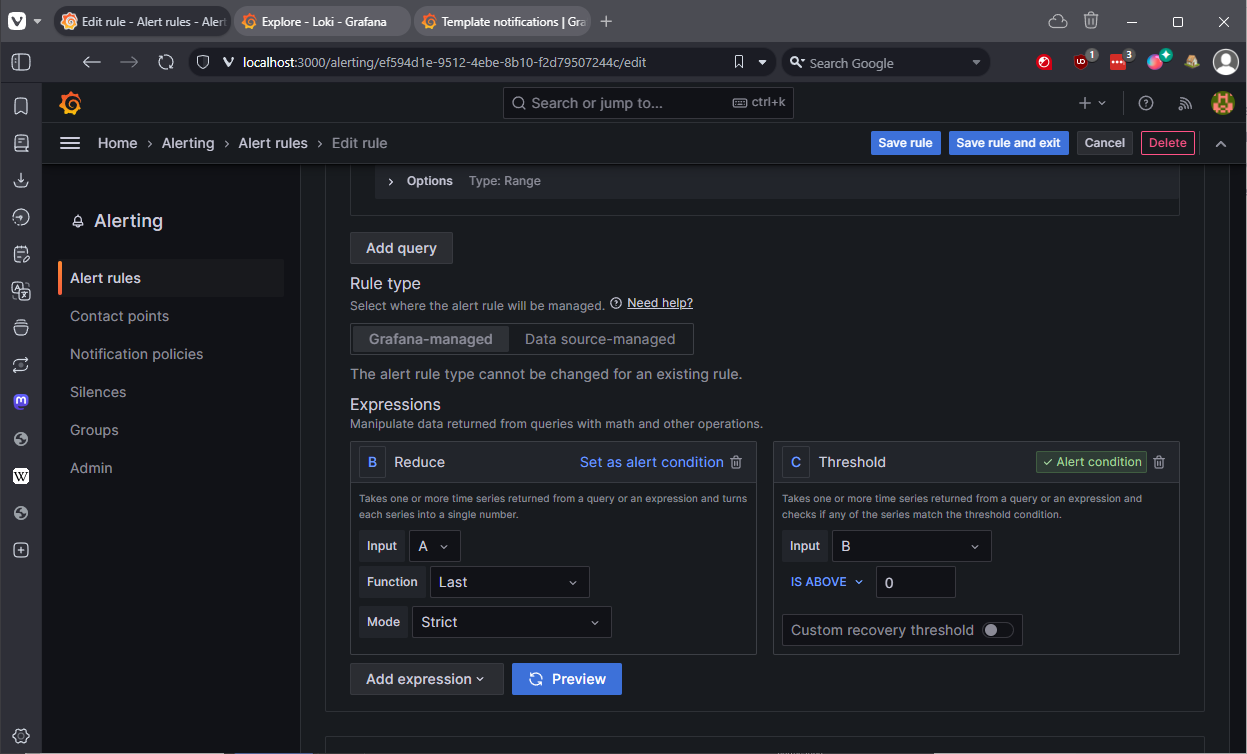 Edit rule - Alert rules - Aler
Explore - Loki - Grafana
Template notifications | Gra
localhost:3000/alerting/ef594d1e-9512-4ebe-8b10-f2d79507244c/edit
Search Google
1
3
Search or jump to...
ctrl+k
Home › Alerting › Alert rules › Edit rule
Save rule
Save rule and exit
Cancel
Delete
Alerting
Alert rules
Contact points
Notification policies
Silences
Groups
Admin
Options Type: Range
Add query
Rule type
Select where the alert rule will be managed. Need help?
Grafana-managed Data source-managed
The alert rule type cannot be changed for an existing rule.
Expressions
Manipulate data returned from queries with math and other operations.
B Reduce Set as alert condition
Takes one or more time series returned from a query or an expression and turns
each series into a single number.
Input A
Function Last
Mode Strict
C Threshold Alert condition
Takes one or more time series returned from a query or an expression and
checks if any of the series match the threshold condition.
Input B
IS ABOVE 0
Custom recovery threshold
Add expression
Preview